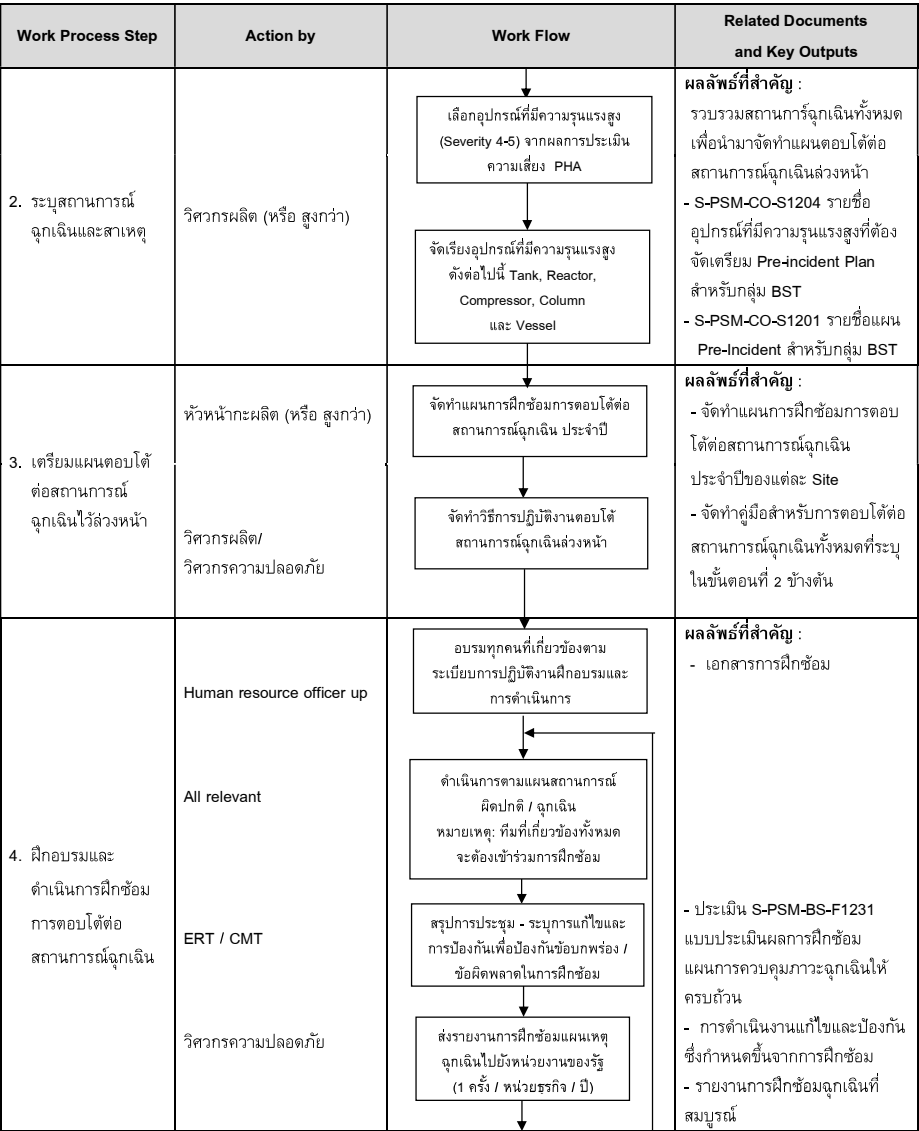 Work Process Step
Action by
Work Flow
Related Documents
and Key Outputs
2. ระบุสถานการณ์
ฉุกเฉินและสาเหตุ
วิศวกรผลิต (หรือ สูงกว่า)
เลือกอุปกรณ์ที่มีความรุนแรงสูง
(Severity 4-5) จากผลการประเมิน
ความเสี่ยง PHA
จัดเรียงอุปกรณ์ที่มีความรุนแรงสูง
ดังต่อไปนี้ Tank, Reactor,
Compressor, Column
และ Vessel
ผลลัพธ์ที่สำคัญ :
รวบรวมสถานการ์ฉุกเฉินทั้งหมด
เพื่อนำมาจัดทำแผนตอบโต้ต่อ
สถานการณ์ฉุกเฉินล่วงหน้า
- S-PSM-CO-S1204 รายชื่อ
อุปกรณ์ที่มีความรุนแรงสูงที่ต้อง
จัดเตรียม Pre-incident Plan
สำหรับกลุ่ม BST
- S-PSM-CO-S1201 รายชื่อแผน
Pre-Incident สำหรับกลุ่ม BST
3. เตรียมแผนตอบโต้
ต่อสถานการณ์
ฉุกเฉินไว้ล่วงหน้า
หัวหน้ากะผลิต (หรือ สูงกว่า)
วิศวกรผลิต/
วิศวกรความปลอดภัย
จัดทำแผนการฝึกซ้อมการตอบโต้ต่อ
สถานการณ์ฉุกเฉิน ประจำปี
จัดทำวิธีการปฏิบัติงานตอบโต้
สถานการณ์ฉุกเฉินล่วงหน้า
ผลลัพธ์ที่สำคัญ :
- จัดทำแผนการฝึกซ้อมการตอบ
โต้ต่อสถานการณ์ฉุกเฉิน
ประจำปีของแต่ละ Site
- จัดทำคู่มือสำหรับการตอบโต้ต่อ
สถานการณ์ฉุกเฉินทั้งหมดที่ระบุ
ในขั้นตอนที่ 2 ข้างต้น
4. ฝึกอบรมและ
ดำเนินการฝึกซ้อม
การตอบโต้ต่อ
สถานการณ์ฉุกเฉิน
Human resource officer up
All relevant
ERT / CMT
วิศวกรความปลอดภัย
อบรมทุกคนที่เกี่ยวข้องตาม
ระเบียบการปฏิบัติงานฝึกอบรมและ
การดำเนินการ
ดำเนินการตามแผนสถานการณ์
ผิดปกติ / ฉุกเฉิน
หมายเหตุ: ทีมที่เกี่ยวข้องทั้งหมด
จะต้องเข้าร่วมการฝึกซ้อม
สรุปการประชุม - ระบุการแก้ไขและ
การป้องกันเพื่อป้องกันข้อบกพร่อง /
ข้อผิดพลาดในการฝึกซ้อม
ส่งรายงานการฝึกซ้อมแผนเหตุ
ฉุกเฉินไปยังหน่วยงานของรัฐ
(1 ครั้ง / หน่วยธุรกิจ / ปี)
ผลลัพธ์ที่สำคัญ :
- เอกสารการฝึกซ้อม
- ประเมิน S-PSM-BS-F1231
แบบประเมินผลการฝึกซ้อม
แผนการควบคุมภาวะฉุกเฉินให้
ครบถ้วน
- การดำเนินงานแก้ไขและป้องกัน
ซึ่งกำหนดขึ้นจากการฝึกซ้อม
- รายงานการฝึกซ้อมฉุกเฉินที่
สมบูรณ์